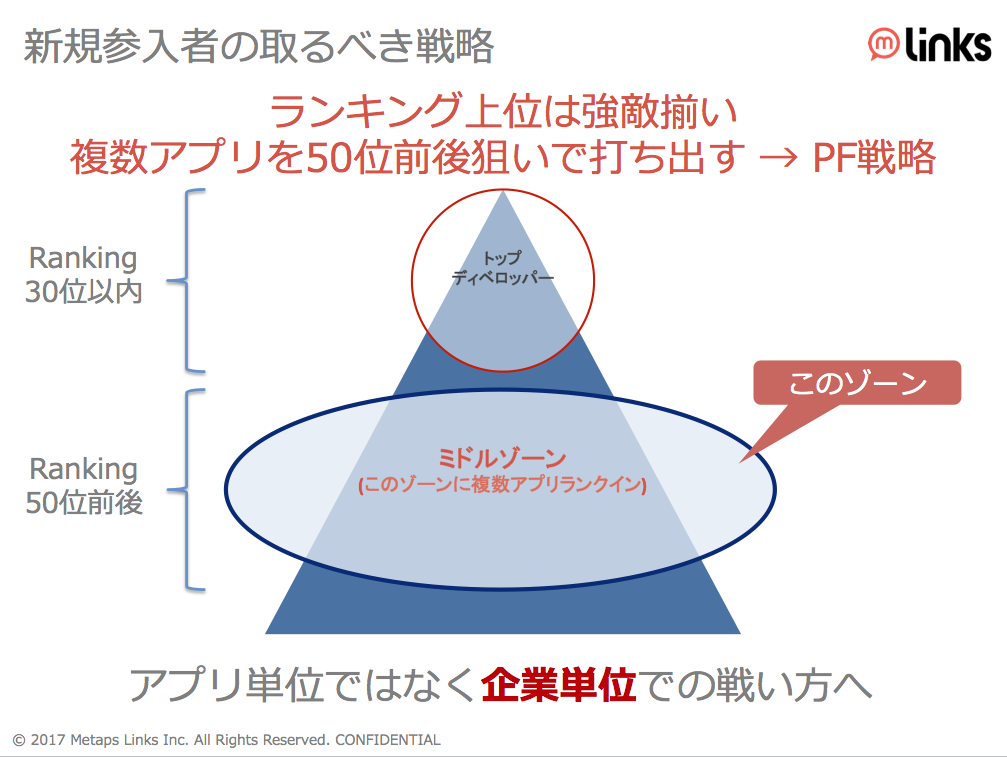 新規参入者の取るべき戦略
m links
ランキング上位は強敵揃い
複数アプリを50位前後狙いで打ち出す → PF戦略
Ranking
30位以内
トップ
ディベロッパー
このゾーン
Ranking
50位前後
ミドルゾーン
(このゾーンに複数アプリランクイン)
アプリ単位ではなく企業単位での戦い方へ
© 2017 Metaps Links Inc. All Rights Reserved. CONFIDENTIAL